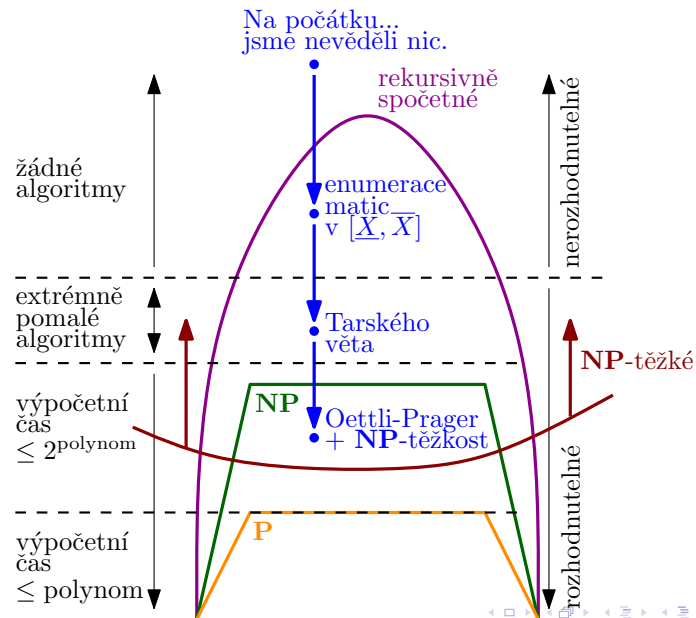 Na počátku...
jsme nevěděli nic.
rekursivně
spočetné
žádné
algoritmy
nerozhodnutelné
enumerace
matic
v [X, X]
extrémně
pomalé
algoritmy
Tarského
věta
NP-těžké
NP
výpočetní
čas
≤ 2^polynom
Oettli-Prager
+ NP-těžkost
P
výpočetní
čas
≤ polynom
rozhodnutelné